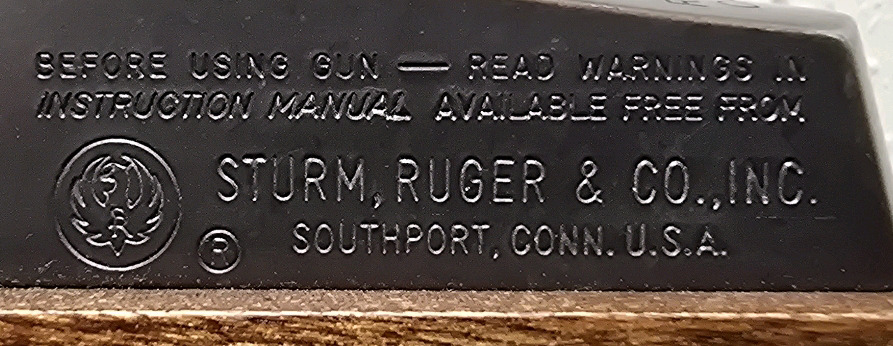 BEFORE USING GUN — READ WARNINGS IN
INSTRUCTION MANUAL AVAILABLE FREE FROM
STURM, RUGER & CO., INC.
® SOUTHPORT, CONN. U.S.A.